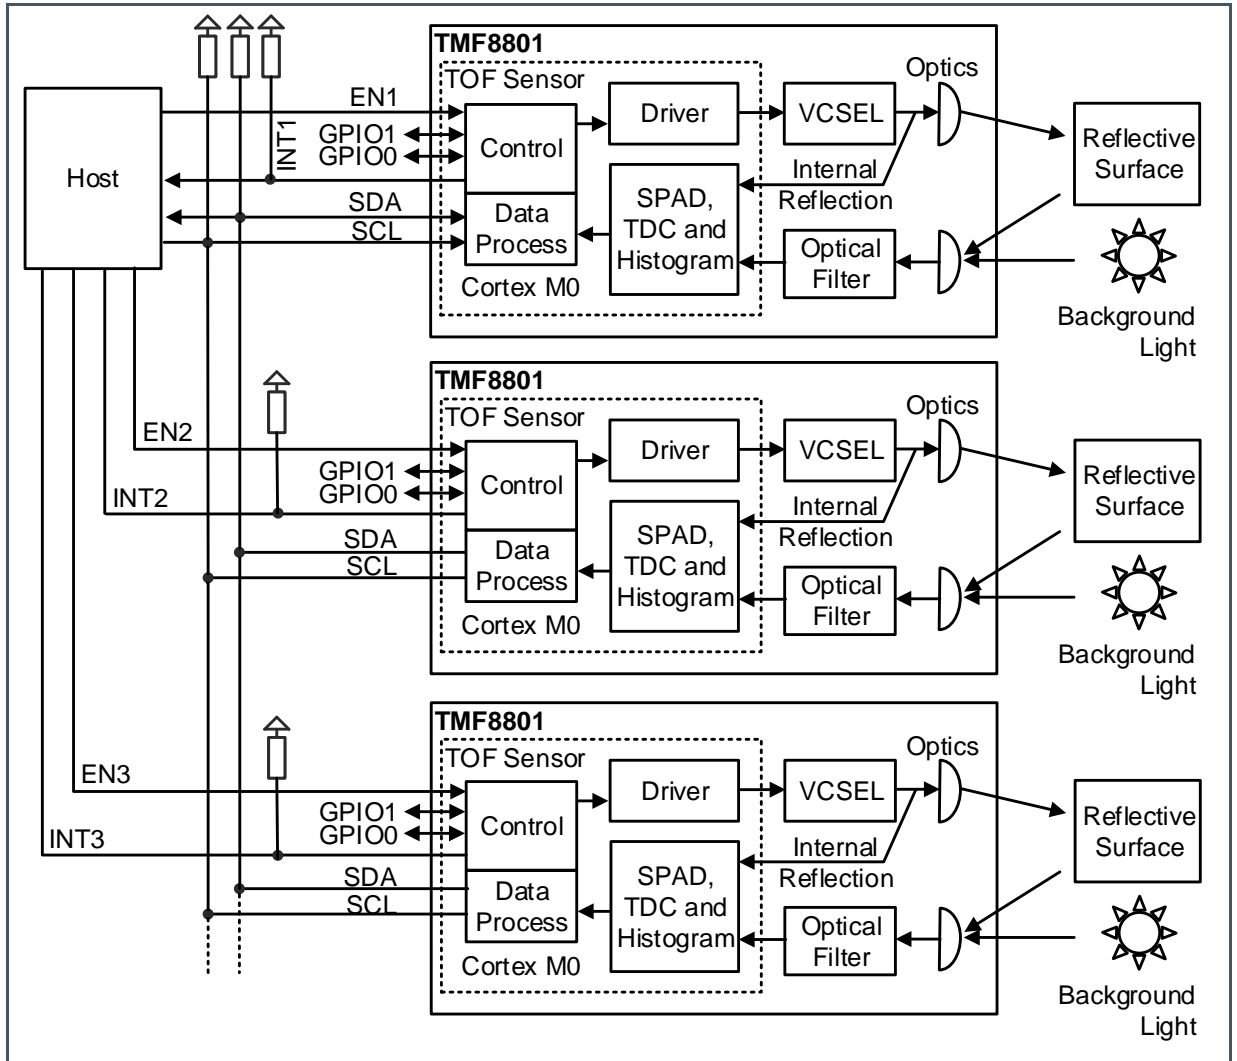 TMF8801
TOF Sensor
Optics
EN1
Driver
VCSEL
GPIO1
GPIO0
INT1
Control
Reflective
Surface
Host
Internal
Reflection
SDA
SCL
Data
Process
SPAD,
TDC and
Histogram
Optical
Filter
Cortex M0
Background
Light
TMF8801
TOF Sensor
Optics
EN2
Driver
VCSEL
GPIO1
GPIO0
Control
Reflective
Surface
INT2
Internal
Reflection
SDA
SCL
Data
Process
SPAD,
TDC and
Histogram
Optical
Filter
Cortex M0
Background
Light
TMF8801
TOF Sensor
Optics
EN3
Driver
VCSEL
GPIO1
GPIO0
Control
Reflective
Surface
INT3
Internal
Reflection
SDA
SCL
Data
Process
SPAD,
TDC and
Histogram
Optical
Filter
Cortex M0
Background
Light